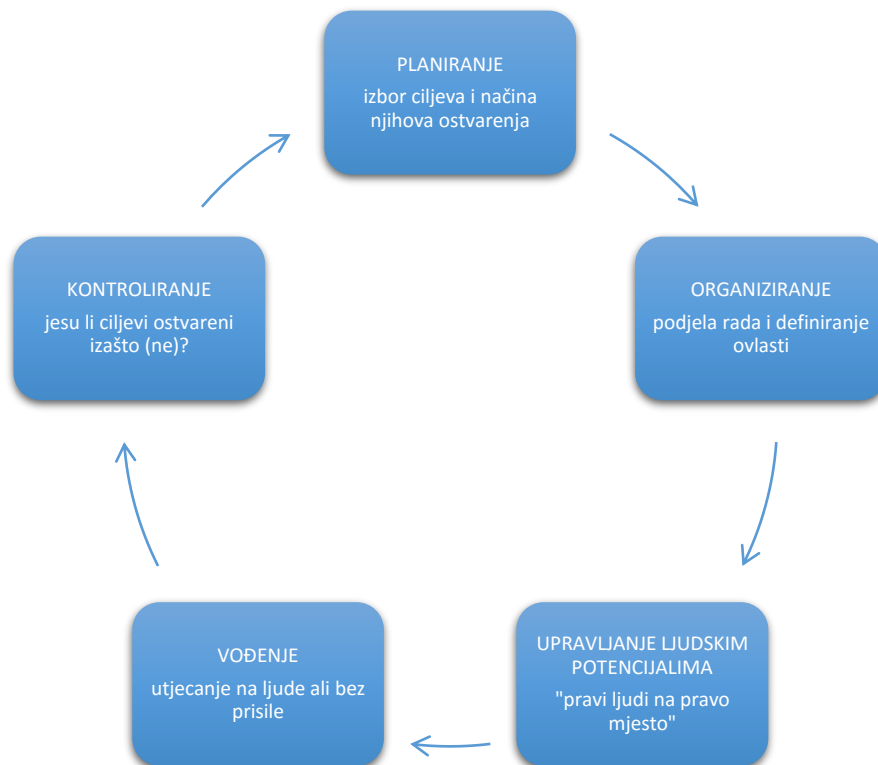 PLANIRANJE
izbor ciljeva i načina
njihova ostvarenja
ORGANIZIRANJE
podjela rada i definiranje
ovlasti
UPRAVLJANJE LJUDSKIM
POTENCIJALIMA
"pravi ljudi na pravo
mjesto"
VOĐENJE
utjecanje na ljude ali bez
prisile
KONTROLIRANJE
jesu li ciljevi ostvareni
izašto (ne)?